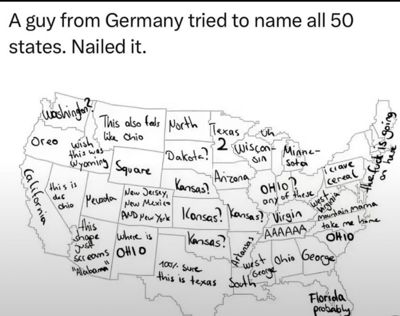 A guy from Germany tried to name all 50
states. Nailed it.
Washington?
This also feels
like Ohio
North
Dakota?
Texas
2
uh
Wiscon-
sin
Minne-
sota
Oreo
wish
this was
wyoming
Square
Kansas?
Arizona
OHIO?
any of these
I crave
cereal
The fuck is going
on here
California
this is
das
Ohio
Nevada
New Jersey,
New Mexico
AND New York
Kansas?
Kansas?
Virgin
west
Virginia
mountain mama
take me home
OHIO
this
shape
just
screams
"Alabama"
Where is
OHIO
Kansas?
AAAAAA
100% sure
this is texas
Arkansas
South
west
George
Ohio
George
Florida
probably